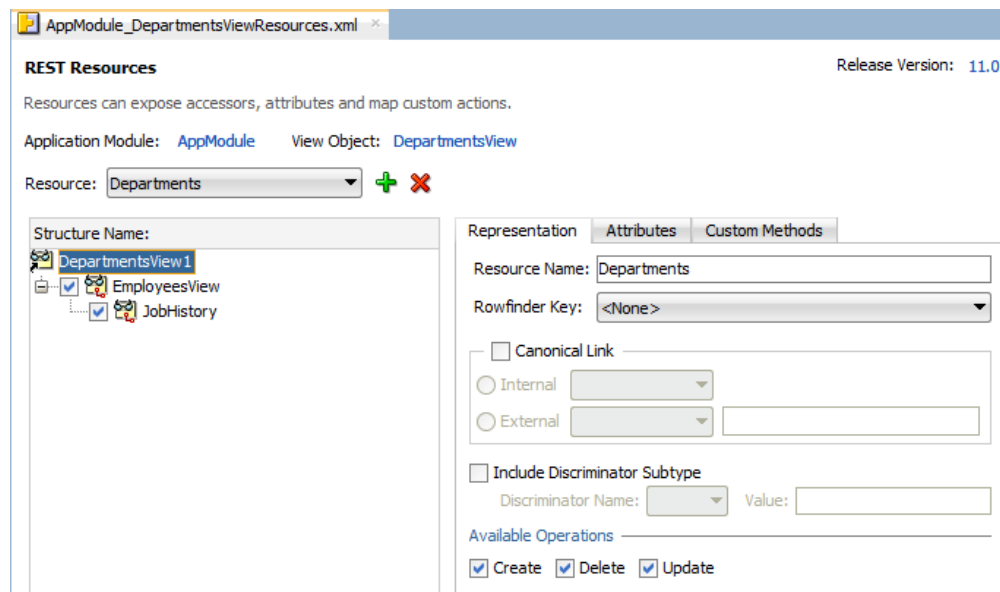 AppModule_DepartmentsViewResources.xml
REST Resources
Release Version: 11.0
Resources can expose accessors, attributes and map custom actions.
Application Module: AppModule View Object: DepartmentsView
Resource: Departments
Structure Name:
DepartmentsView1
EmployeesView
JobHistory
Representation Attributes Custom Methods
Resource Name: Departments
Rowfinder Key: <None>
Canonical Link
Internal
External
Include Discriminator Subtype
Discriminator Name: Value:
Available Operations
Create Delete Update